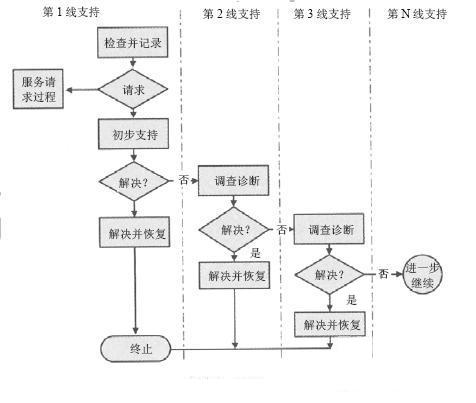 第1线支持
第2线支持
第3线支持
第N线支持
检查并记录
服务请
求过程
请求
初步支持
解决?
否
调查诊断
解决并恢复
解决?
否
调查诊断
是
解决并恢复
解决?
否
进一步
继续
是
解决并恢复
终止